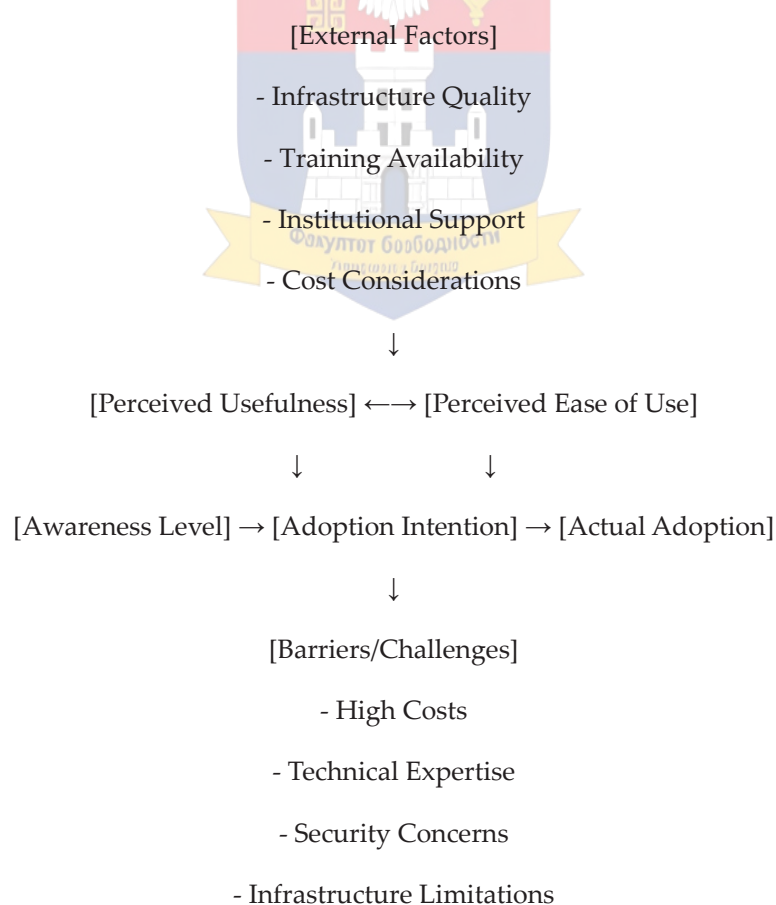 [External Factors]
- Infrastructure Quality
- Training Availability
- Institutional Support
- Cost Considerations
↓
[Perceived Usefulness] ←→ [Perceived Ease of Use]
↓ ↓
[Awareness Level] → [Adoption Intention] → [Actual Adoption]
↓
[Barriers/Challenges]
- High Costs
- Technical Expertise
- Security Concerns
- Infrastructure Limitations